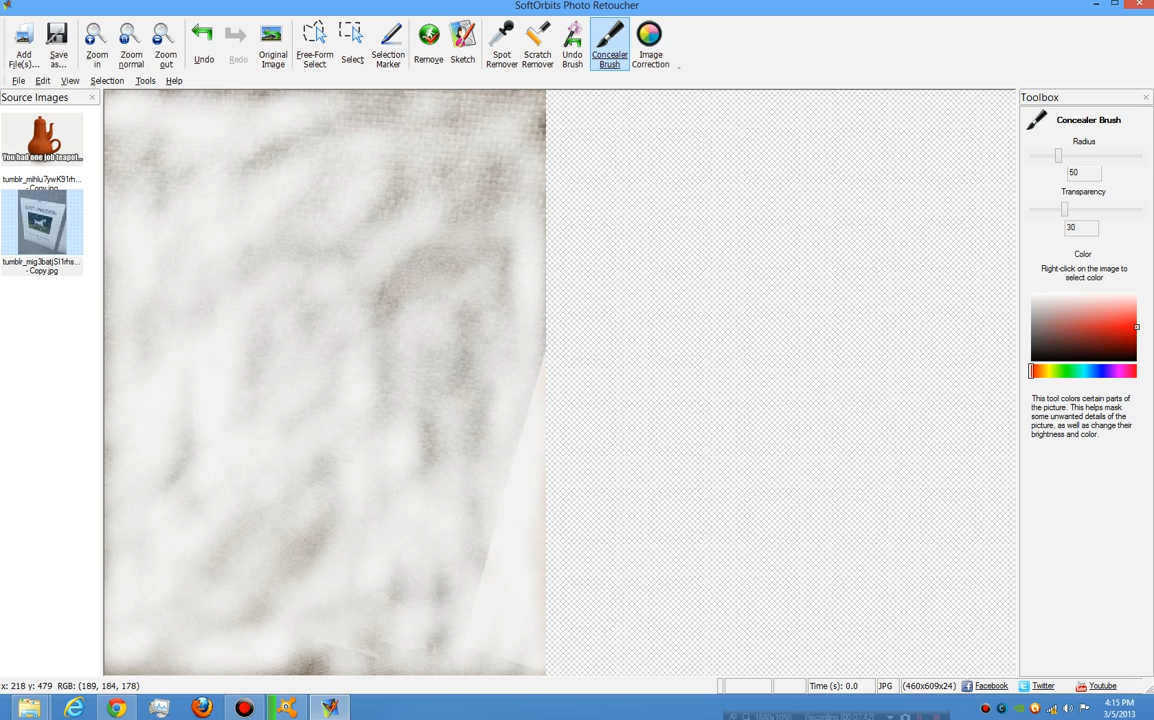 SoftOrbits Photo Retoucher
Add File(s)...
Save as...
Zoom in
Zoom normal
Zoom out
Undo
Redo
Original Image
Free-Form Select
Select
Selection Marker
Remove
Sketch
Spot Remover
Scratch Remover
Undo Brush
Concealer Brush
Image Correction
File Edit View Selection Tools Help
Source Images
Toolbox
You had one job teapot...
tumblr_mihlu7ywK91rh...
- Copy.jpg
tumblr_mig3batjSl1rhs...
- Copy.jpg
Concealer Brush
Radius
50
Transparency
30
Color
Right-click on the image to
select color
This tool colors certain parts of
the picture. This helps mask
some unwanted details of the
picture, as well as change their
brightness and color.
x: 218 y: 479 RGB: (189, 184, 178)
Time (s): 0.0
JPG
(460x609x24)
Facebook
Twitter
Youtube
Recording [00:07:42]
4:15 PM
3/5/2013